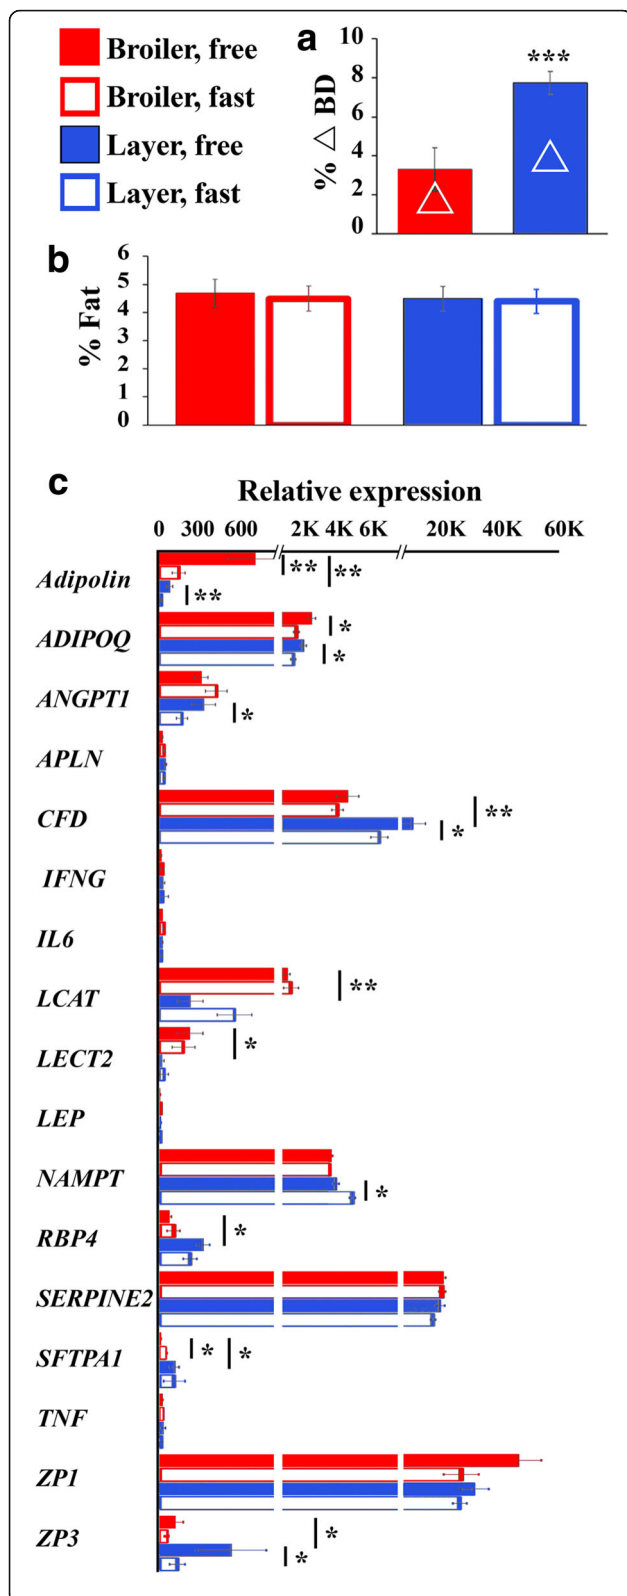 Broiler, free
Broiler, fast
Layer, free
Layer, fast
a
% △ BD
10
8
6
4
2
0
***
△
△
b
% Fat
6
5
4
3
2
1
0
c
Relative expression
0 300 600 2K 4K 6K 20K 40K 60K
Adipolin
**
**
**
ADIPOQ
*
*
ANGPT1
*
APLN
CFD
**
*
IFNG
IL6
LCAT
**
LECT2
*
LEP
NAMPT
*
RBP4
*
SERPINE2
SFTPA1
*
*
TNF
ZP1
ZP3
*
*